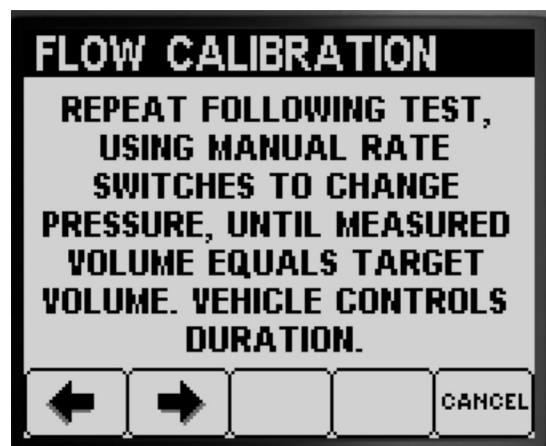 FLOW CALIBRATION
REPEAT FOLLOWING TEST,
USING MANUAL RATE
SWITCHES TO CHANGE
PRESSURE, UNTIL MEASURED
VOLUME EQUALS TARGET
VOLUME. VEHICLE CONTROLS
DURATION.
CANCEL